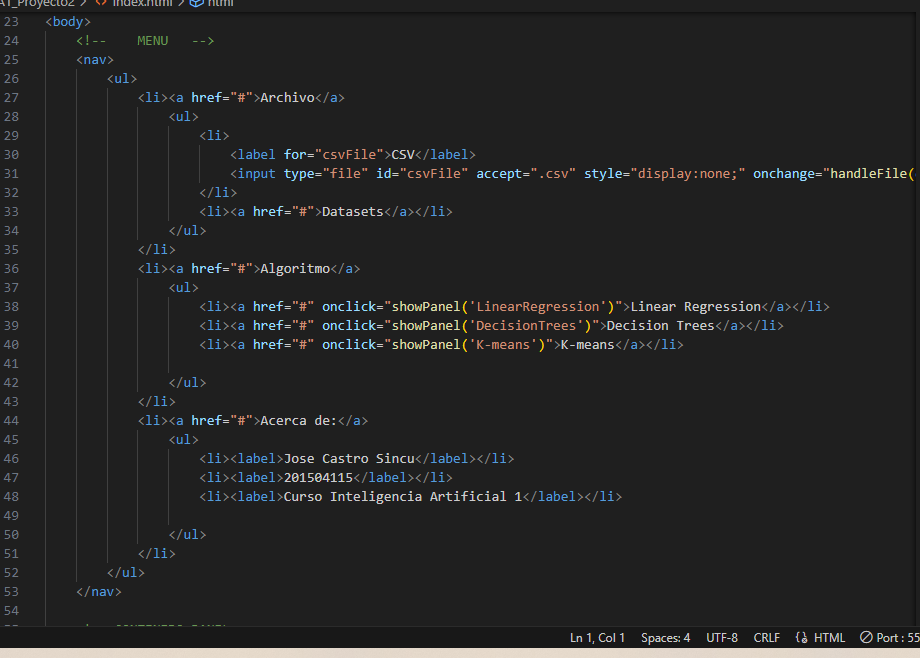 AT_Proyecto2 > <> index.html > html
23 <body>
24 <!-- MENU -->
25 <nav>
26 <ul>
27 <li><a href="#">Archivo</a>
28 <ul>
29 <li>
30 <label for="csvFile">CSV</label>
31 <input type="file" id="csvFile" accept=".csv" style="display:none;" onchange="handleFile(
32 </li>
33 <li><a href="#">Datasets</a></li>
34 </ul>
35 </li>
36 <li><a href="#">Algoritmo</a>
37 <ul>
38 <li><a href="#" onclick="showPanel('LinearRegression')">Linear Regression</a></li>
39 <li><a href="#" onclick="showPanel('DecisionTrees')">Decision Trees</a></li>
40 <li><a href="#" onclick="showPanel('K-means')">K-means</a></li>
41
42 </ul>
43 </li>
44 <li><a href="#">Acerca de:</a>
45 <ul>
46 <li><label>Jose Castro Sincu</label></li>
47 <li><label>201504115</label></li>
48 <li><label>Curso Inteligencia Artificial 1</label></li>
49
50 </ul>
51 </li>
52 </ul>
53 </nav>
54
Ln 1, Col 1 Spaces: 4 UTF-8 CRLF HTML Port : 55